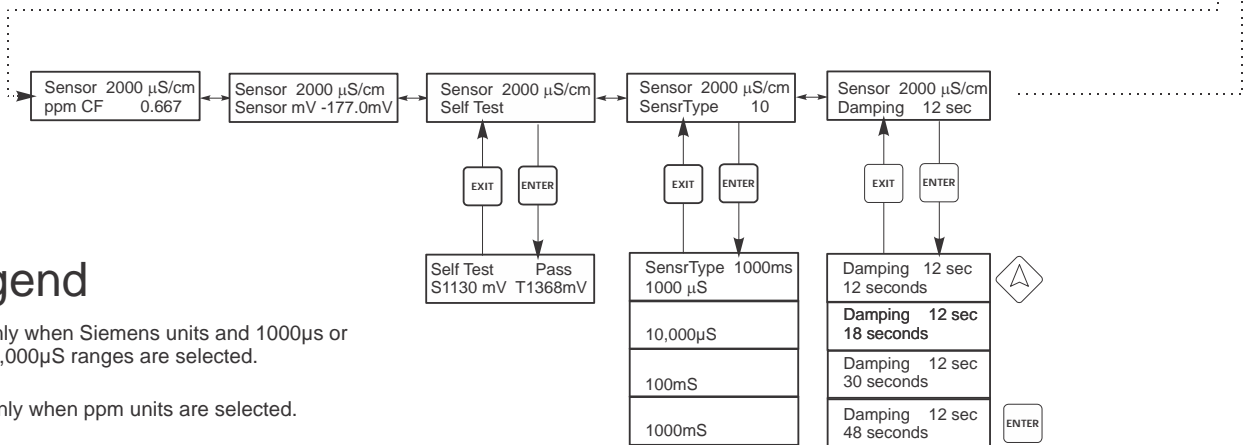 Sensor 2000 μS/cm
ppm CF 0.667
Sensor 2000 μS/cm
Sensor mV -177.0mV
Sensor 2000 μS/cm
Self Test
Sensor 2000 μS/cm
SensrType 10
Sensor 2000 μS/cm
Damping 12 sec
EXIT
ENTER
EXIT
ENTER
EXIT
ENTER
Self Test Pass
S1130 mV T1368mV
SensrType 1000ms
1000 μS
10,000μS
100mS
1000mS
Damping 12 sec
12 seconds
Damping 12 sec
18 seconds
Damping 12 sec
30 seconds
Damping 12 sec
48 seconds
ENTER
gend
nly when Siemens units and 1000μs or
,000μS ranges are selected.
nly when ppm units are selected.